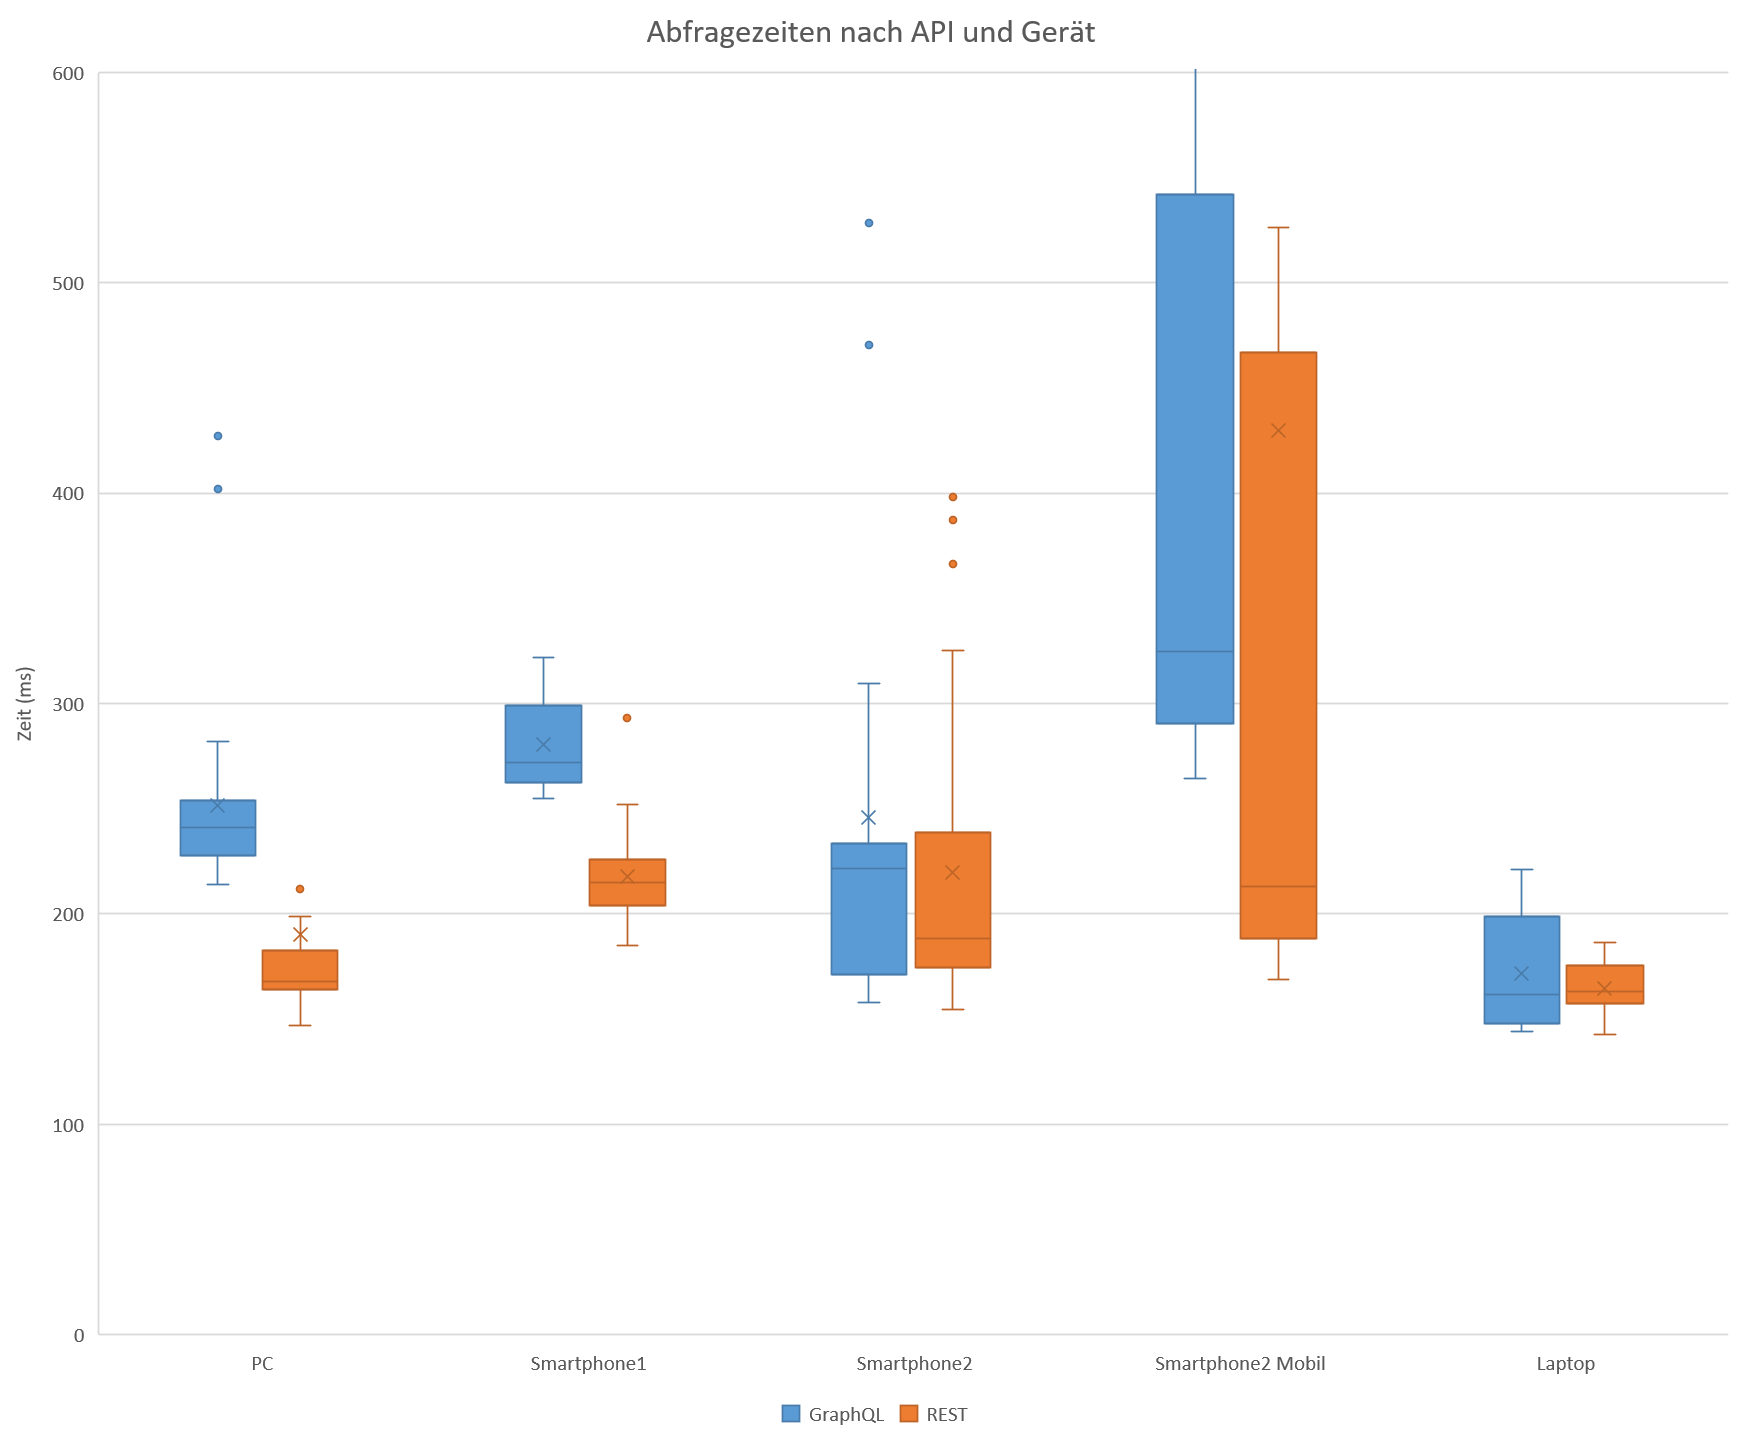 Abfragezeiten nach API und Gerät
600
500
400
300
200
100
0
Zeit (ms)
PC
Smartphone1
Smartphone2
Smartphone2 Mobil
Laptop
GraphQL
REST